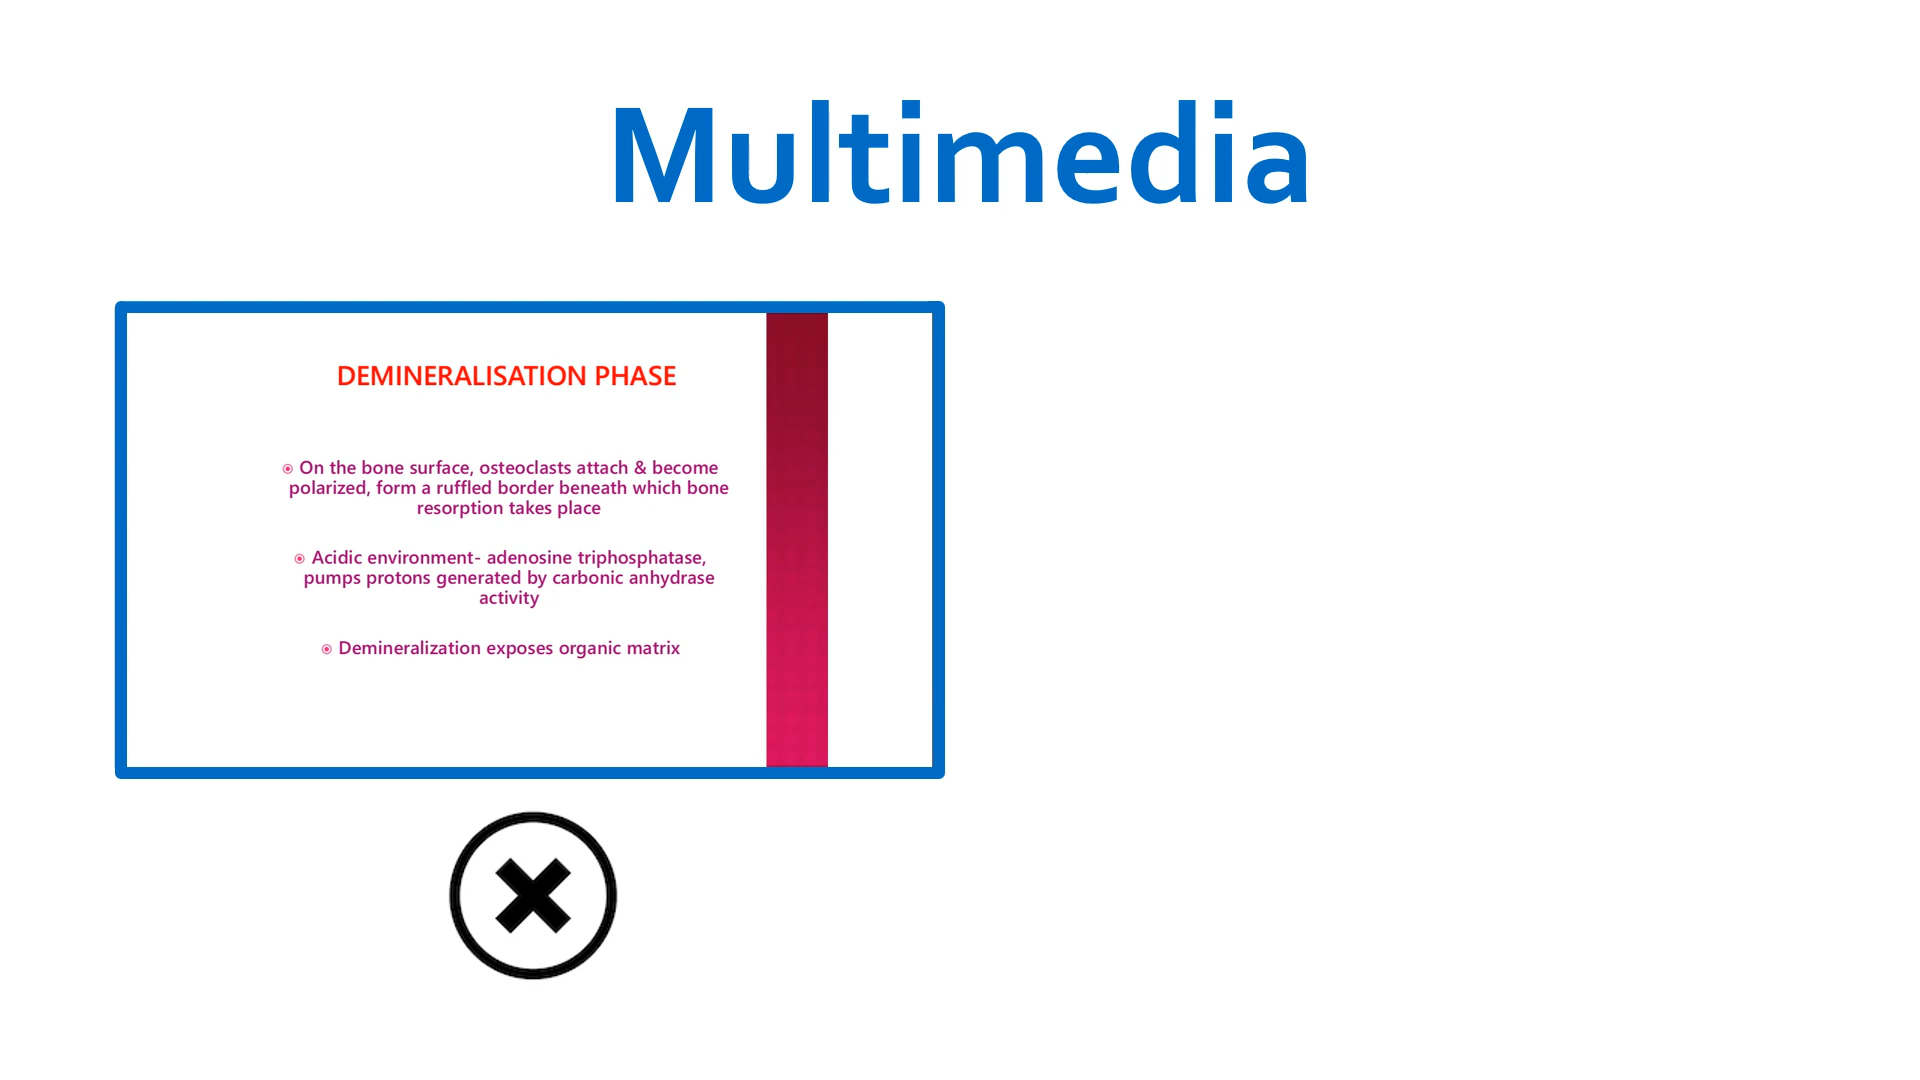 Multimedia
DEMINERALISATION PHASE
On the bone surface, osteoclasts attach & become
polarized, form a ruffled border beneath which bone
resorption takes place
Acidic environment- adenosine triphosphatase,
pumps protons generated by carbonic anhydrase
activity
Demineralization exposes organic matrix